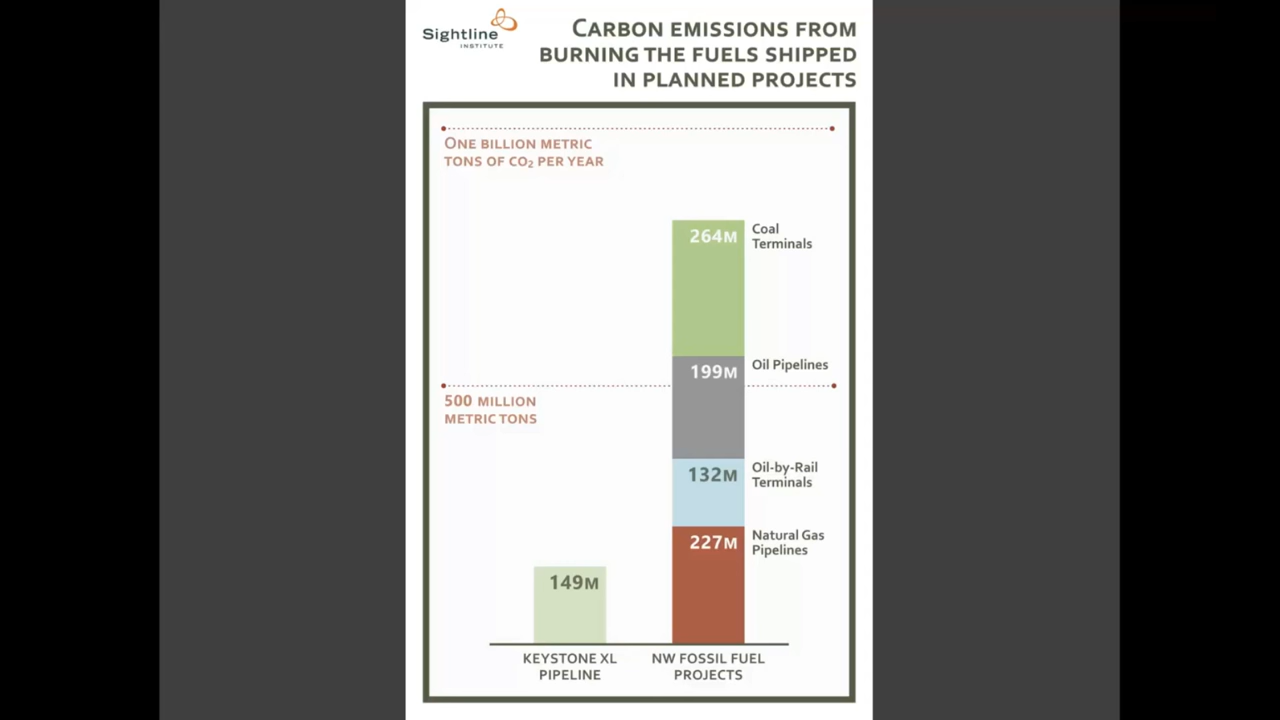 Sightline
INSTITUTE
CARBON EMISSIONS FROM
BURNING THE FUELS SHIPPED
IN PLANNED PROJECTS
ONE BILLION METRIC
TONS OF CO₂ PER YEAR
264M
Coal
Terminals
199M
Oil Pipelines
500 MILLION
METRIC TONS
132M
Oil-by-Rail
Terminals
227M
Natural Gas
Pipelines
149M
KEYSTONE XL
PIPELINE
NW FOSSIL FUEL
PROJECTS